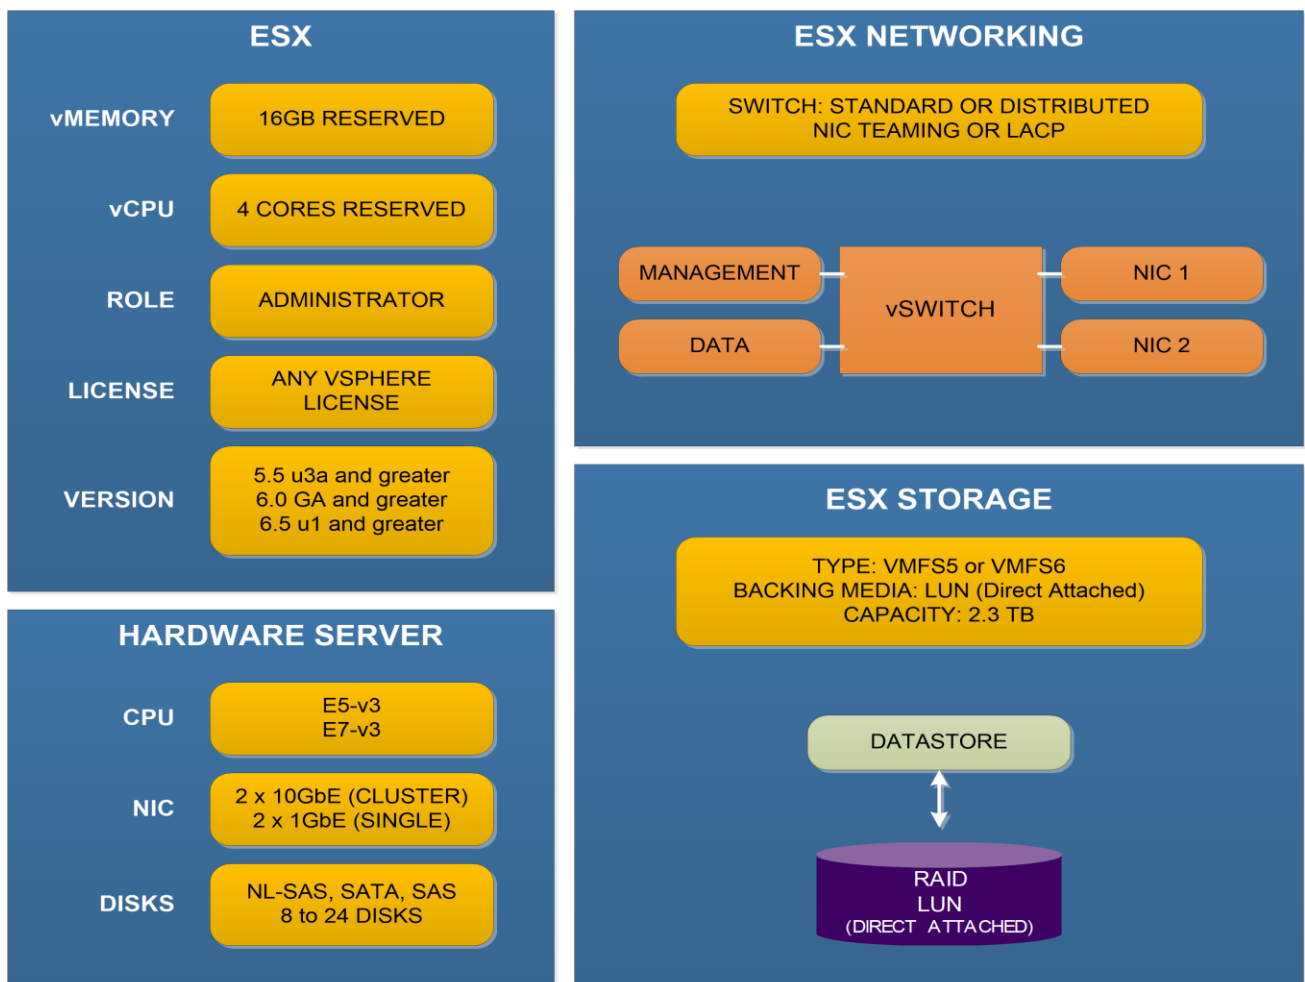 ESX
vMEMORY
16GB RESERVED
vCPU
4 CORES RESERVED
ROLE
ADMINISTRATOR
LICENSE
ANY VSPHERE
LICENSE
VERSION
5.5 u3a and greater
6.0 GA and greater
6.5 u1 and greater
HARDWARE SERVER
CPU
E5-v3
E7-v3
NIC
2 x 10GbE (CLUSTER)
2 x 1GbE (SINGLE)
DISKS
NL-SAS, SATA, SAS
8 to 24 DISKS
ESX NETWORKING
SWITCH: STANDARD OR DISTRIBUTED
NIC TEAMING OR LACP
MANAGEMENT
DATA
vSWITCH
NIC 1
NIC 2
ESX STORAGE
TYPE: VMFS5 or VMFS6
BACKING MEDIA: LUN (Direct Attached)
CAPACITY: 2.3 TB
DATASTORE
RAID
LUN
(DIRECT ATTACHED)